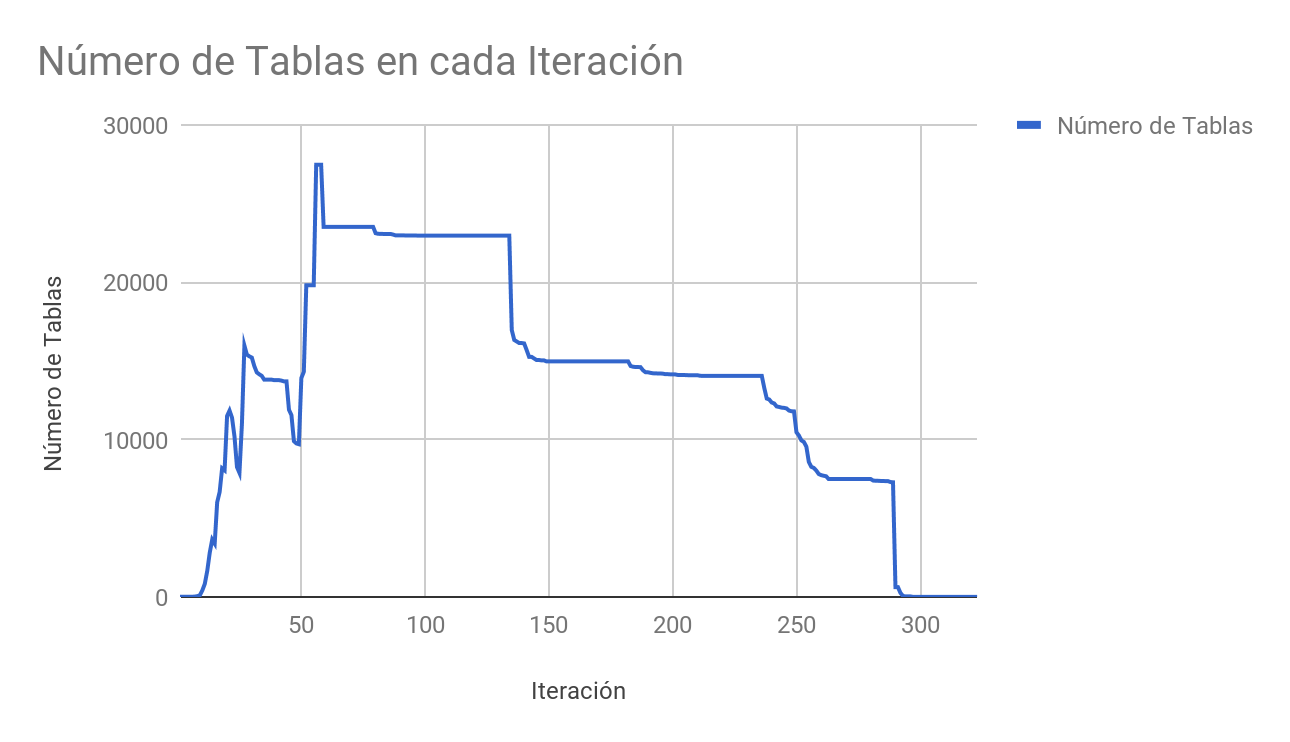 Número de Tablas en cada Iteración
Número de Tablas
Número de Tablas
30000
20000
10000
0
50
100
150
200
250
300
Iteración